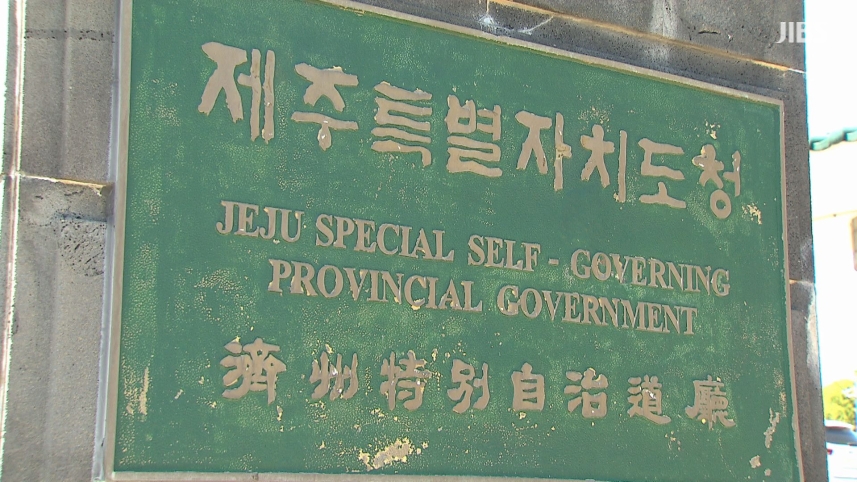 JIBS
제주특별자치도청
JEJU SPECIAL SELF - GOVERNING
PROVINCIAL GOVERNMENT
濟州特別自治道廳